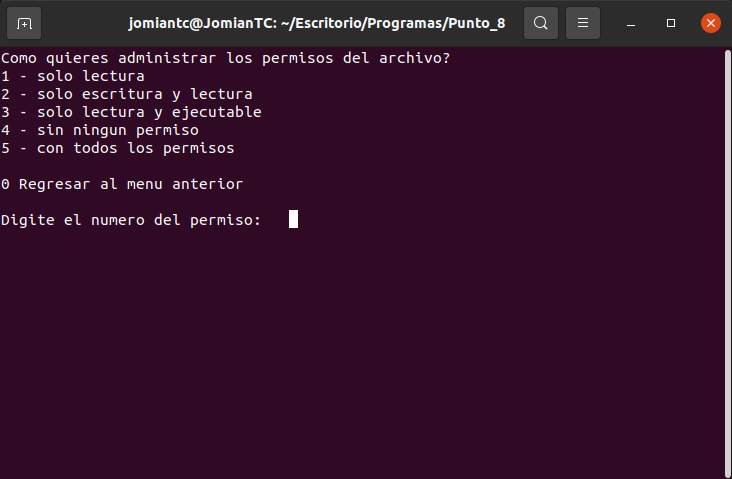 jomiantc@JomianTC: ~/Escritorio/Programas/Punto_8
Como quieres administrar los permisos del archivo?
1 - solo lectura
2 - solo escritura y lectura
3 - solo lectura y ejecutable
4 - sin ningun permiso
5 - con todos los permisos
0 Regresar al menu anterior
Digite el numero del permiso: